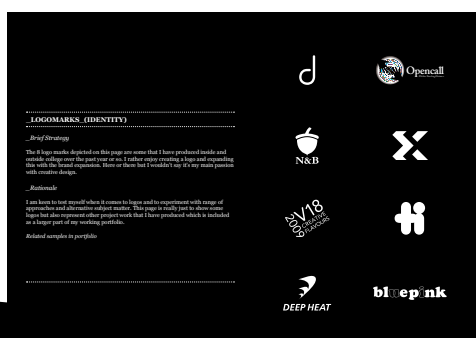 _LOGOMARKS_(IDENTITY)
_Brief Strategy
The 8 logo marks depicted on this page are some that I have produced inside and
outside college over the past year or so. I rather enjoy creating a logo and expanding
this with the brand expansion. Here or there but I wouldn't say it's my main passion
with creative design.
_Rationale
I am keen to test myself when it comes to logos and to experiment with range of
approaches and alternative subject matter. This page is really just to show some
logos but also represent other project work that I have produced which is included
as a larger part of my working portfolio.
Related samples in portfolio
d
Opencall
N&B
X
2009
V18
CREATIVE
FLAVOURS
DEEP HEAT
bluepink